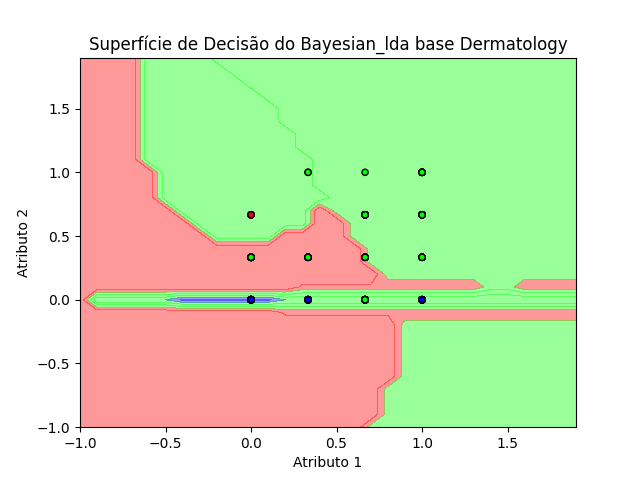 Superfície de Decisão do Bayesian_lda base Dermatology
1.5
1.0
0.5
0.0
−0.5
−1.0
Atributo 2
−1.0 −0.5 0.0 0.5 1.0 1.5
Atributo 1